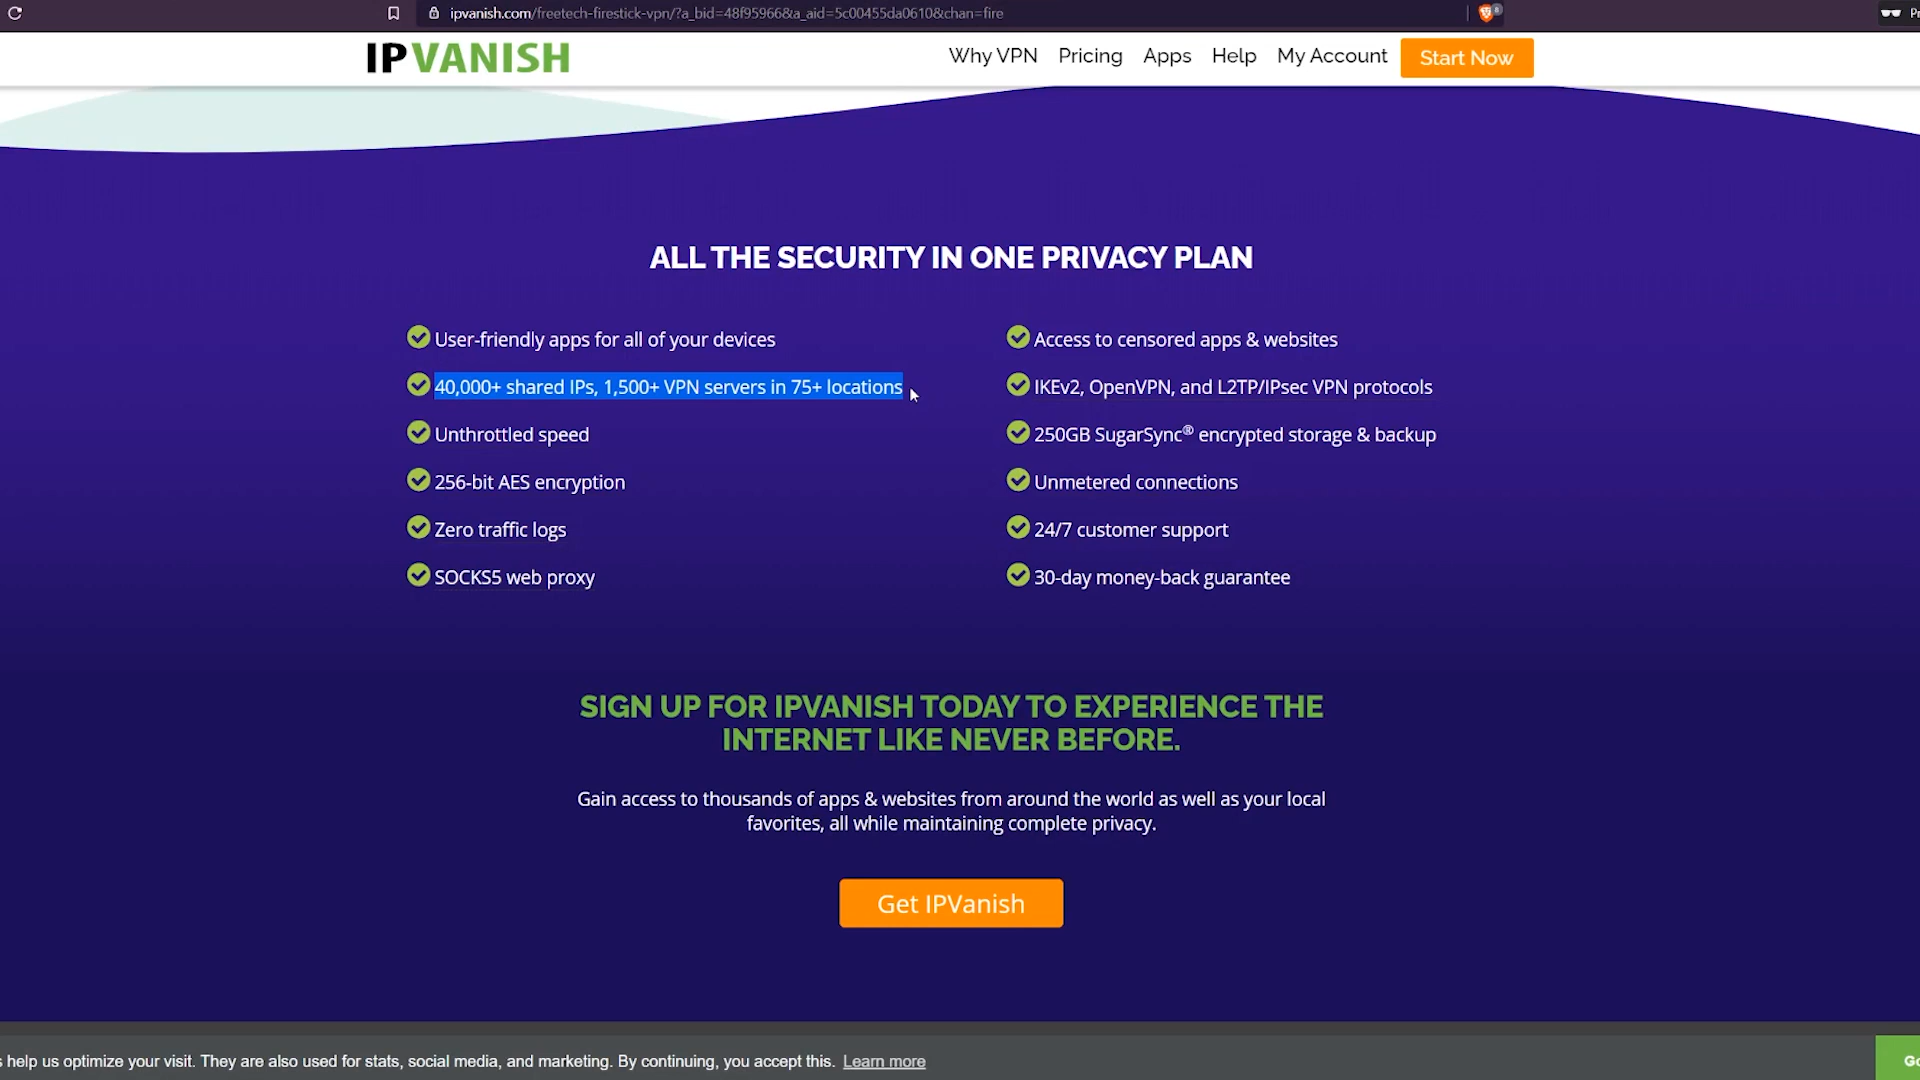 ipvanish.com/freetech-firestick-vpn/?a_bid=48f95966&a_aid=5c00455da0610&chan=fire
8
IPVANISH
Why VPN
Pricing
Apps
Help
My Account
Start Now
ALL THE SECURITY IN ONE PRIVACY PLAN
User-friendly apps for all of your devices
40,000+ shared IPs, 1,500+ VPN servers in 75+ locations
Unthrottled speed
256-bit AES encryption
Zero traffic logs
SOCKS5 web proxy
Access to censored apps & websites
IKEv2, OpenVPN, and L2TP/IPsec VPN protocols
250GB SugarSync® encrypted storage & backup
Unmetered connections
24/7 customer support
30-day money-back guarantee
SIGN UP FOR IPVANISH TODAY TO EXPERIENCE THE
INTERNET LIKE NEVER BEFORE.
Gain access to thousands of apps & websites from around the world as well as your local
favorites, all while maintaining complete privacy.
Get IPVanish
help us optimize your visit. They are also used for stats, social media, and marketing. By continuing, you accept this. Learn more